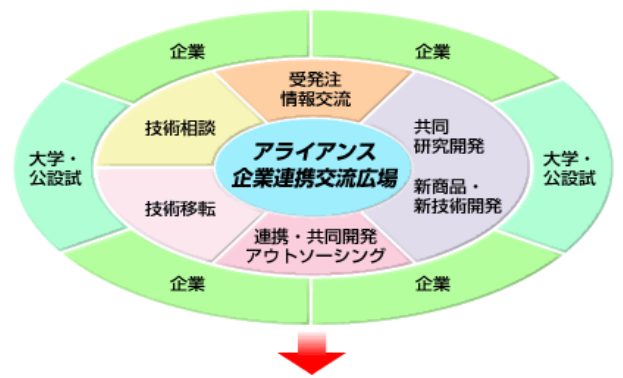 企業
企業
受発注
情報交流
技術相談
共同
研究開発
大学・
公設試
アライアンス
企業連携交流広場
大学・
公設試
新商品・
新技術開発
技術移転
連携・共同開発
アウトソーシング
企業
企業